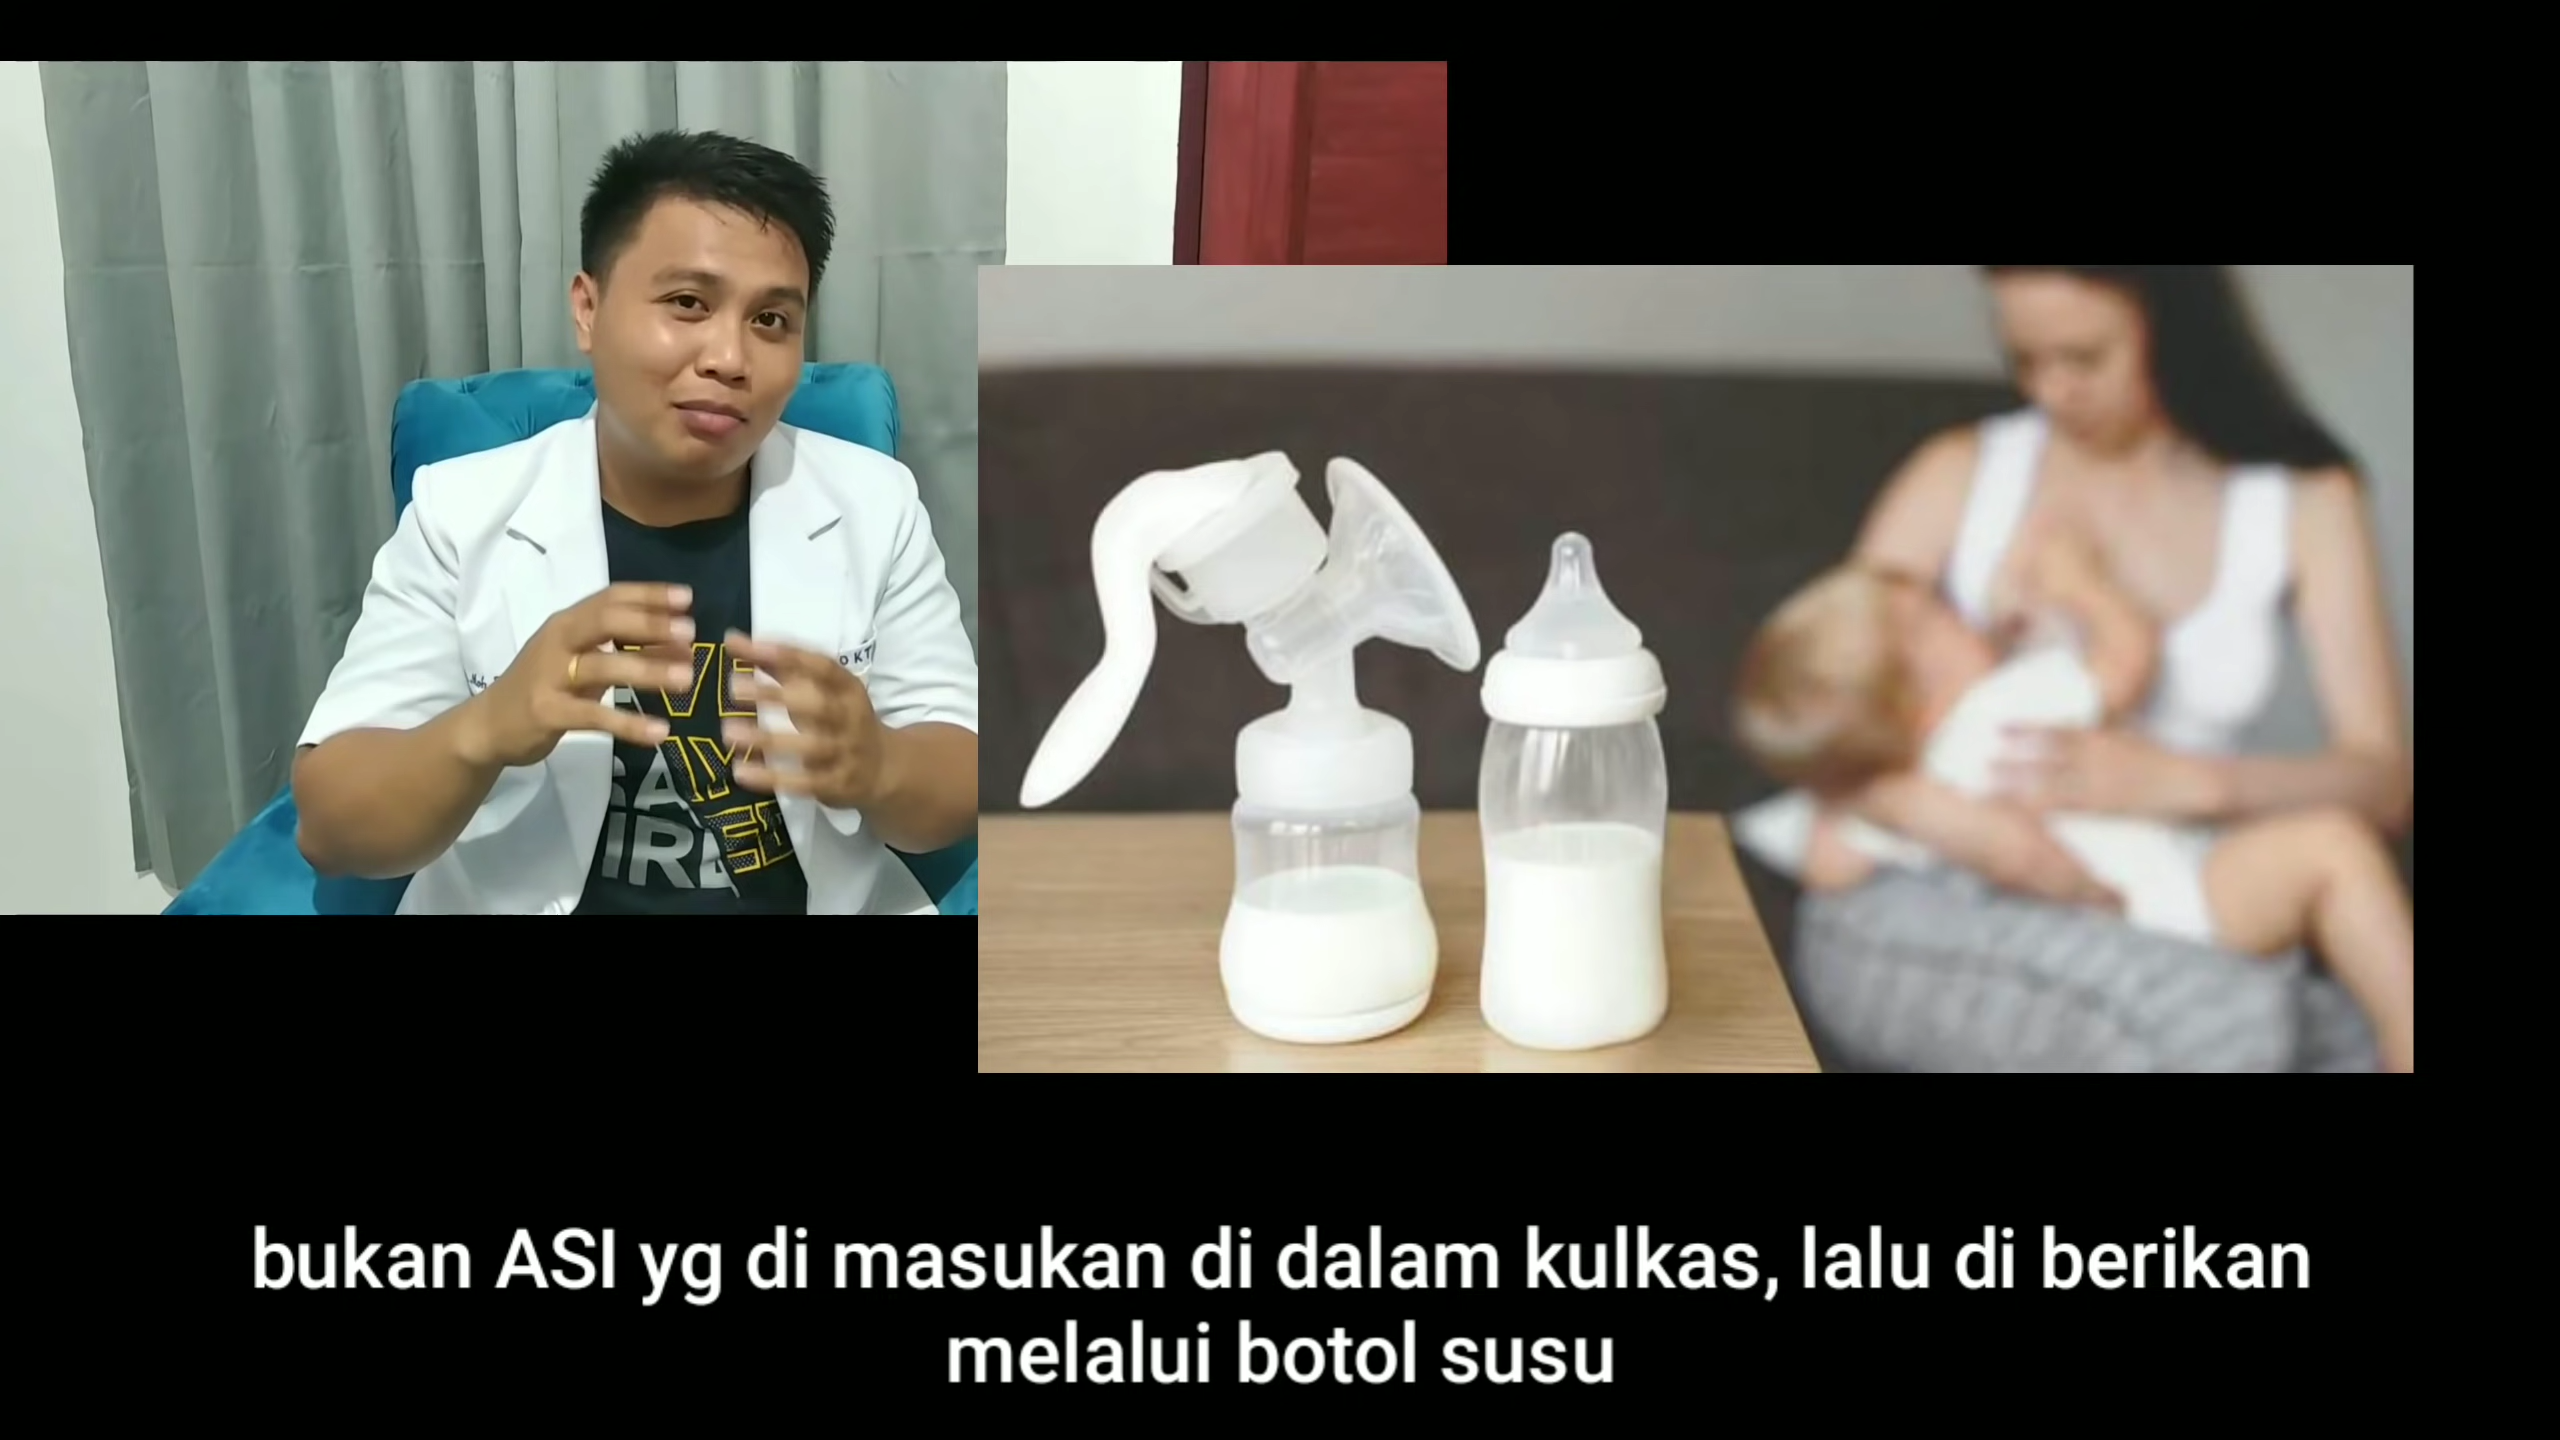 bukan ASI yg di masukan di dalam kulkas, lalu di berikan
melalui botol susu